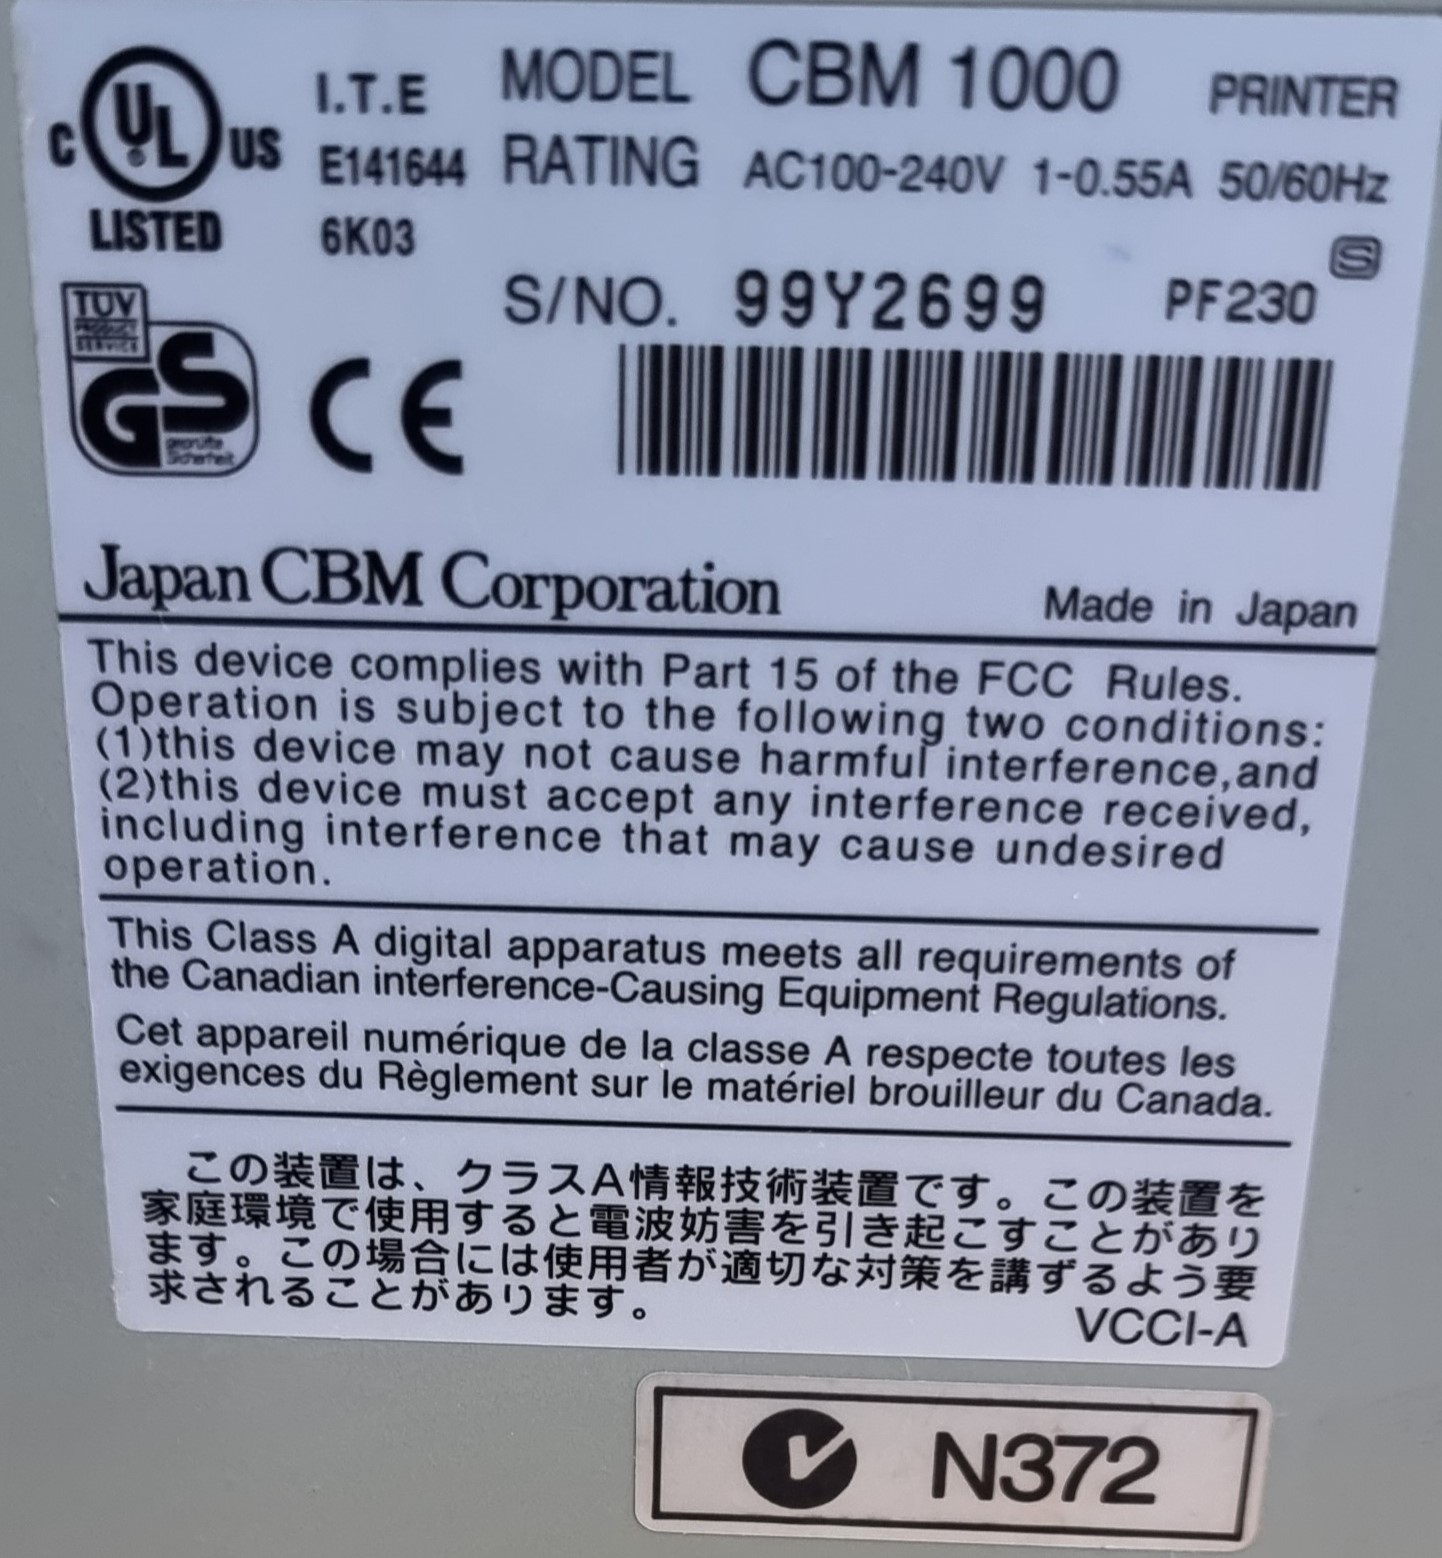 C UL US
LISTED
I.T.E
E141644
6K03
MODEL CBM 1000 PRINTER
RATING AC100-240V 1-0.55A 50/60Hz
S
S/NO. 99Y2699 PF230
TÜV
PRODUCT
SERVICE
GS
geprüfte
Sicherheit
CE
Japan CBM Corporation
Made in Japan
This device complies with Part 15 of the FCC Rules.
Operation is subject to the following two conditions:
(1)this device may not cause harmful interference,and
(2)this device must accept any interference received,
including interference that may cause undesired
operation.
This Class A digital apparatus meets all requirements of
the Canadian interference-Causing Equipment Regulations.
Cet appareil numérique de la classe A respecte toutes les
exigences du Règlement sur le matériel brouilleur du Canada.
この装置は、クラスA情報技術装置です。この装置を
家庭環境で使用すると電波妨害を引き起こすことがあり
ます。この場合には使用者が適切な対策を講ずるよう要
求されることがあります。
VCCI-A
N372